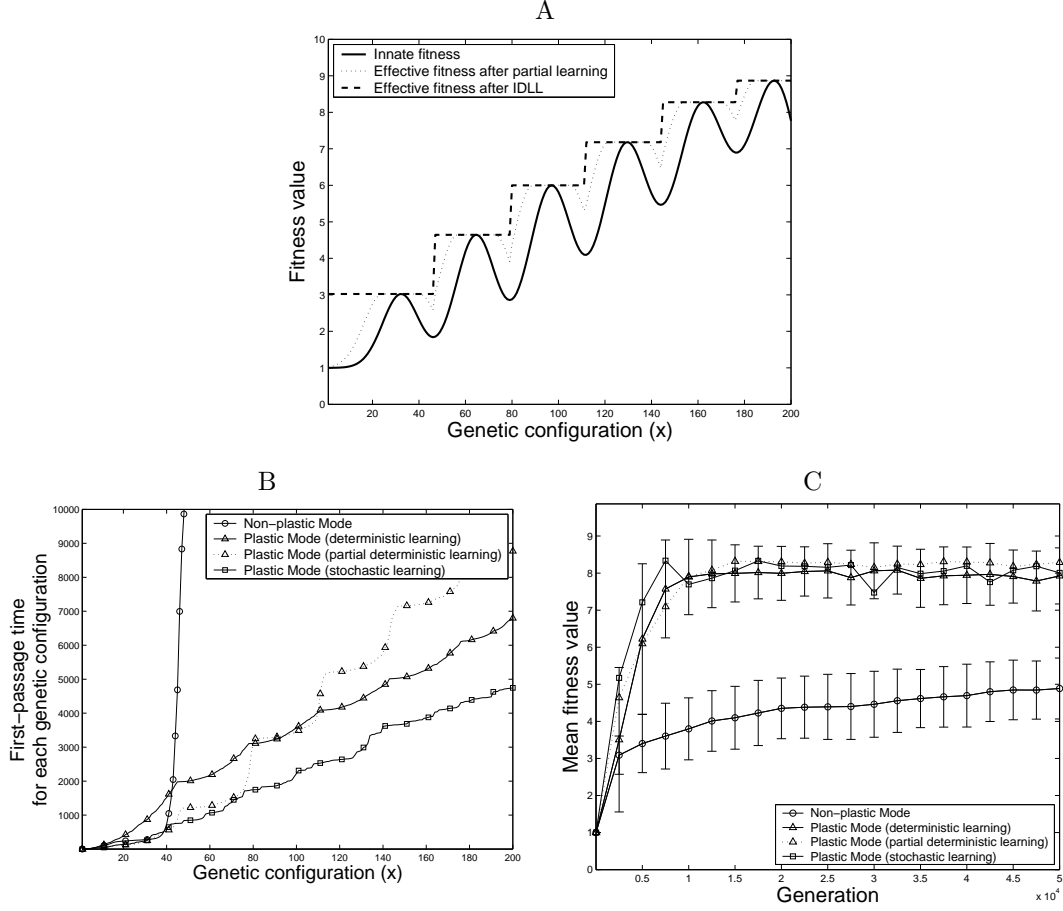 A
Innate fitness
Effective fitness after partial learning
Effective fitness after IDLL
Fitness value
10
9
8
7
6
5
4
3
2
1
0
20 40 60 80 100 120 140 160 180 200
Genetic configuration (x)
B
Non-plastic Mode
Plastic Mode (deterministic learning)
Plastic Mode (partial deterministic learning)
Plastic Mode (stochastic learning)
First-passage time
for each genetic configuration
10000
9000
8000
7000
6000
5000
4000
3000
2000
1000
20 40 60 80 100 120 140 160 180 200
Genetic configuration (x)
C
Mean fitness value
9
8
7
6
5
4
3
2
1
0
Non-plastic Mode
Plastic Mode (deterministic learning)
Plastic Mode (partial deterministic learning)
Plastic Mode (stochastic learning)
0.5 1 1.5 2 2.5 3 3.5 4 4.5 5
x 10^4
Generation